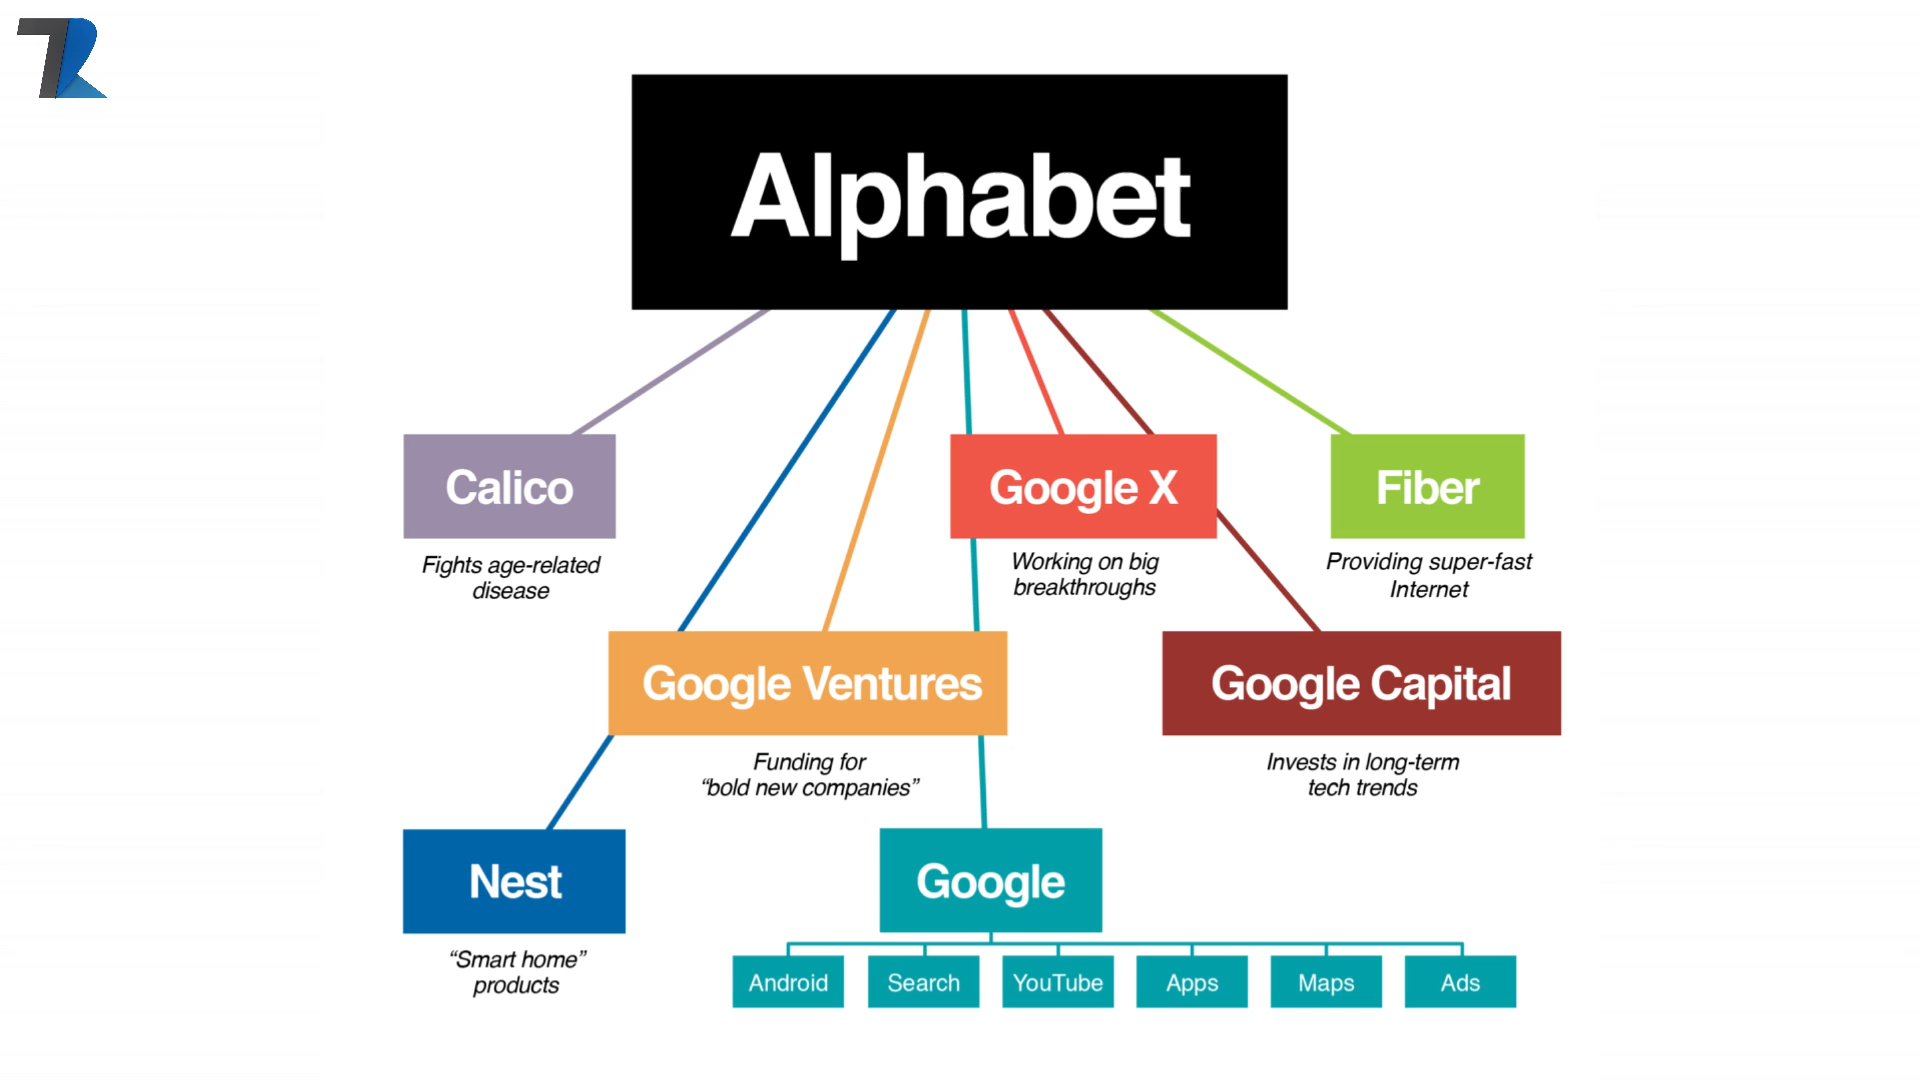 Alphabet
Calico
Fights age-related
disease
Google X
Working on big
breakthroughs
Fiber
Providing super-fast
Internet
Google Ventures
Funding for
“bold new companies”
Google Capital
Invests in long-term
tech trends
Nest
“Smart home”
products
Google
Android
Search
YouTube
Apps
Maps
Ads